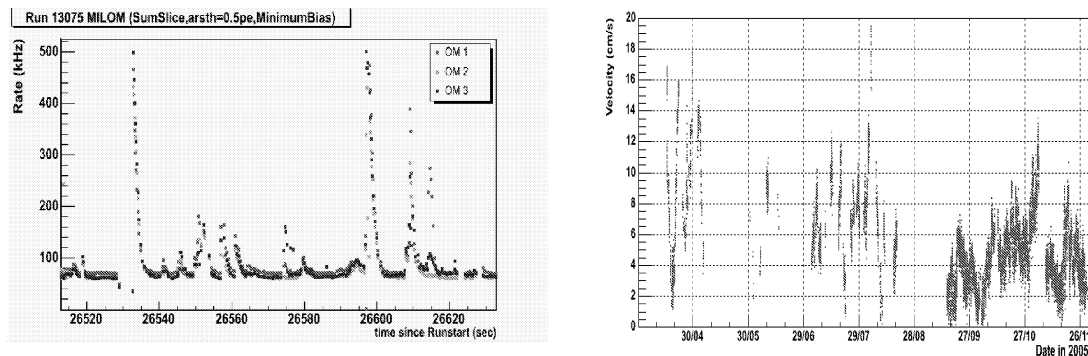 Run 13075 MILOM (SumSlice,arsth=0.5pe,MinimumBias)
Rate (kHz)
500
400
300
200
100
OM 1
OM 2
OM 3
26520 26540 26560 26580 26600 26620
time since Runstart (sec)
Velocity (cm/s)
20
18
16
14
12
10
8
6
4
2
0
30/04 30/05 29/06 29/07 28/08 27/09 27/10 26/11
Date in 2005